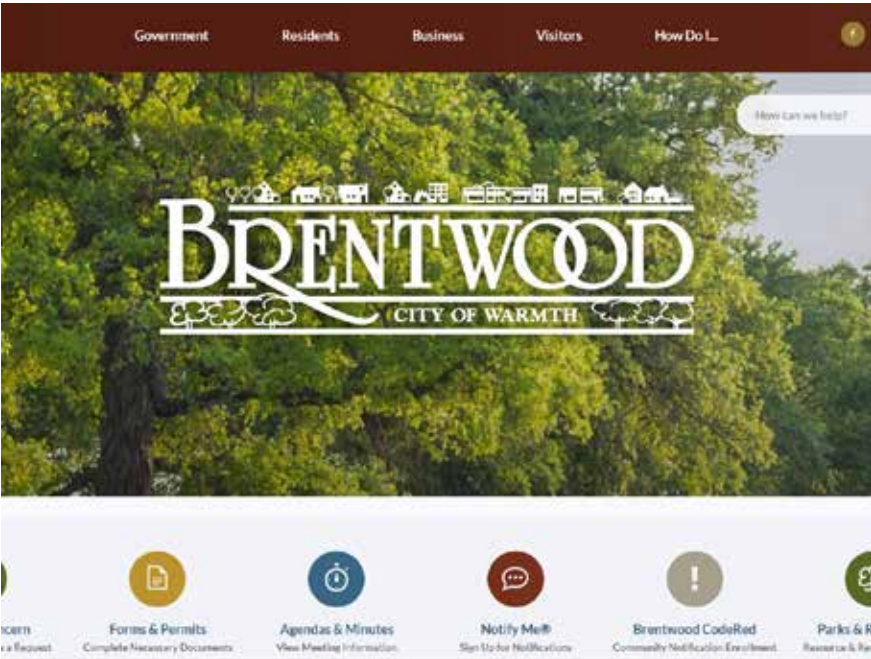 Government Residents Business Visitors How Do I...
How can we help?
BRENTWOOD
CITY OF WARMTH
Forms & Permits Agendas & Minutes Notify Me® Brentwood CodeRed Parks &
Complete Necessary Documents View Meeting Information Sign Up for Notifications Community Notification Enrollment